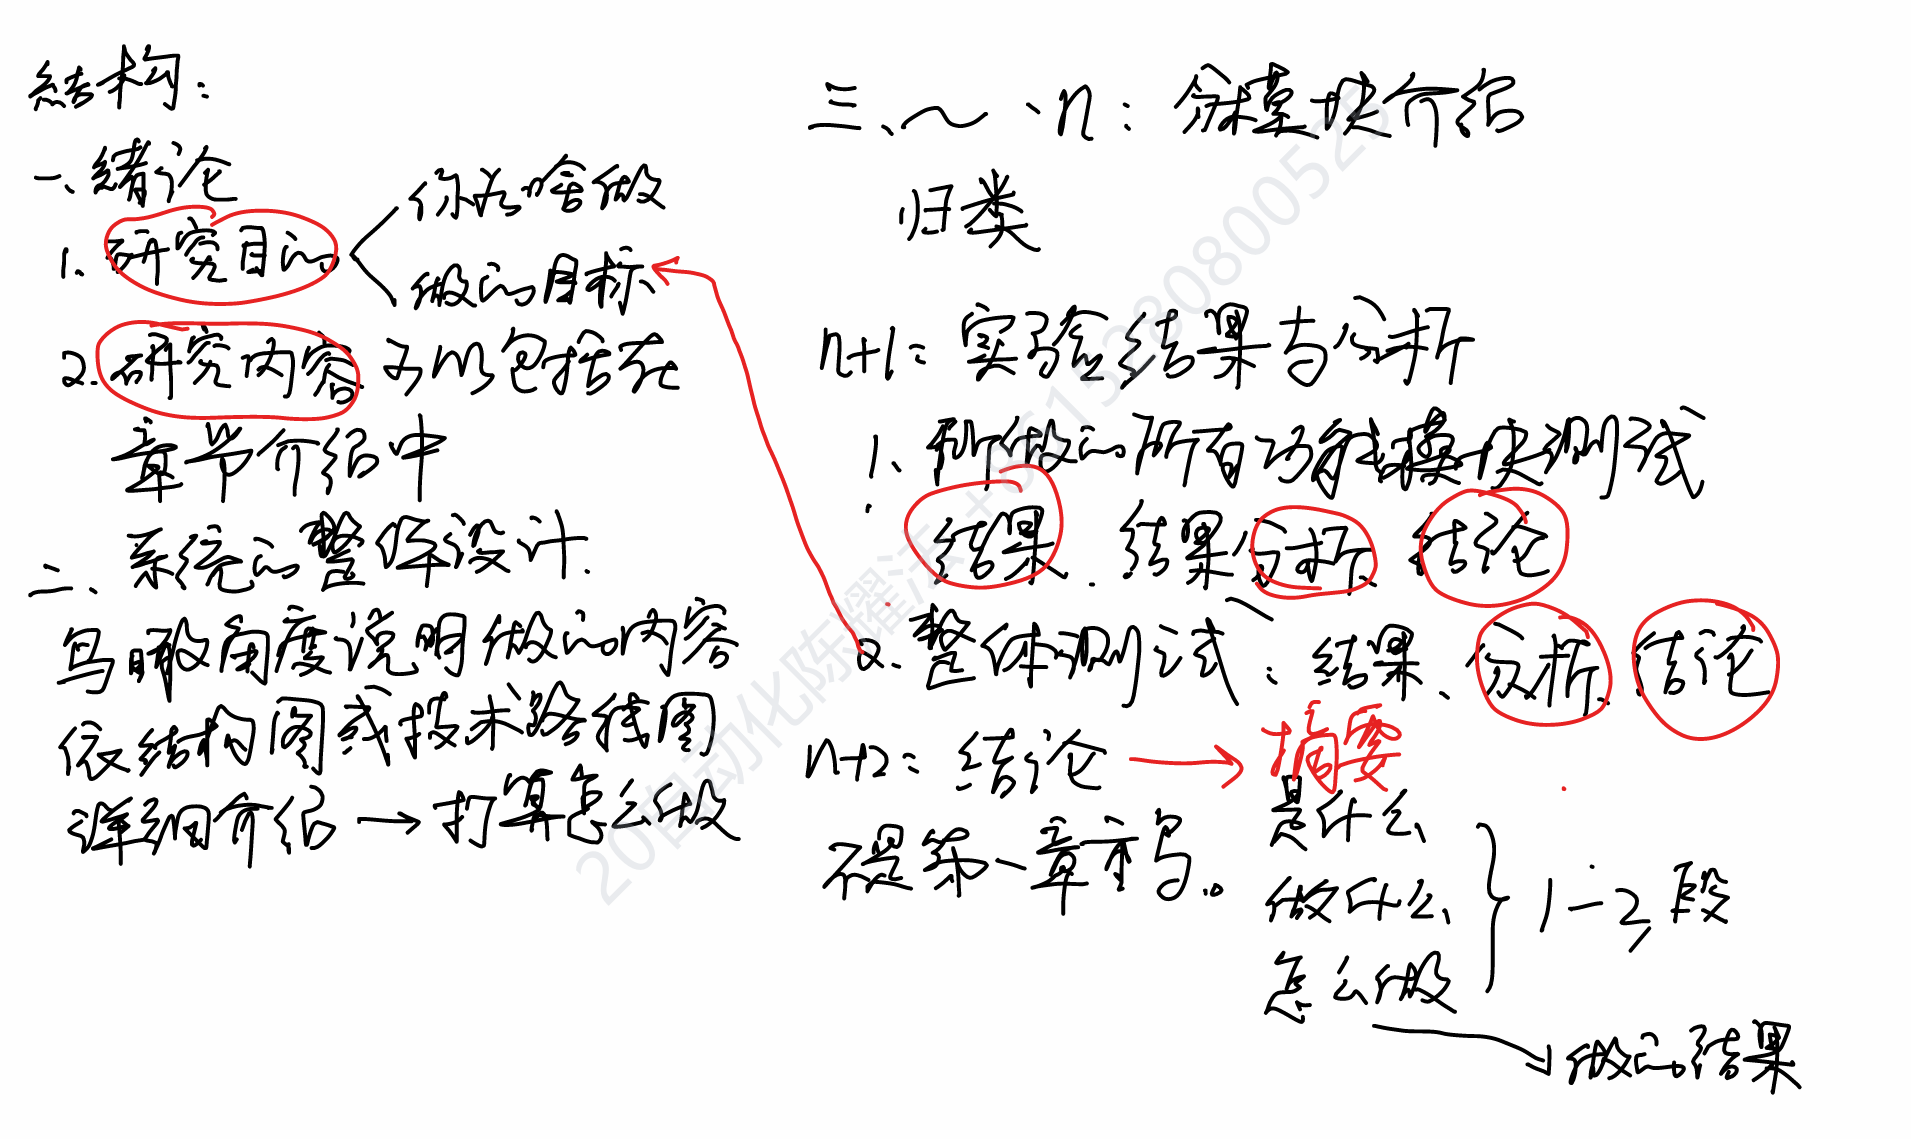 结构：
一、绪论
1. 研究目的
你为啥做
做的目标
2. 研究内容 可以包括在
章节介绍中
二、系统的整体设计.
鸟瞰角度说明做的内容
依结构图或技术路线图
详细介绍 → 打算怎么做
三、～、n： 分模块介绍
归类
n+1： 实验结果与分析
1、所做的所有功能模块测试
结果、结果分析、结论
2. 整体测试：结果、分析、结论
n+2： 结论 → 摘要
不是第一章主写。
是什么
做什么
怎么做
1-2段
做的结果
20自动化陈耀法